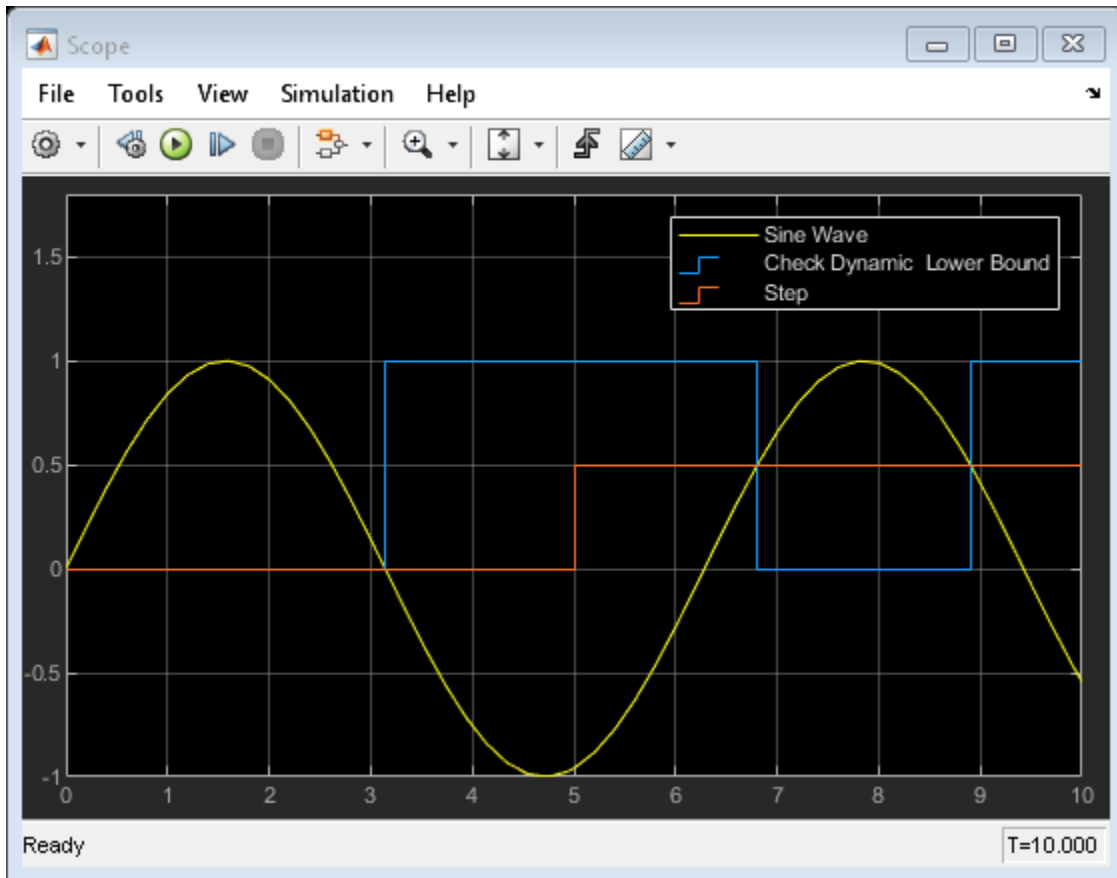 Scope
File Tools View Simulation Help
Sine Wave
Check Dynamic  Lower Bound
Step
1.5
1
0.5
0
-0.5
-1
0 1 2 3 4 5 6 7 8 9 10
Ready T=10.000